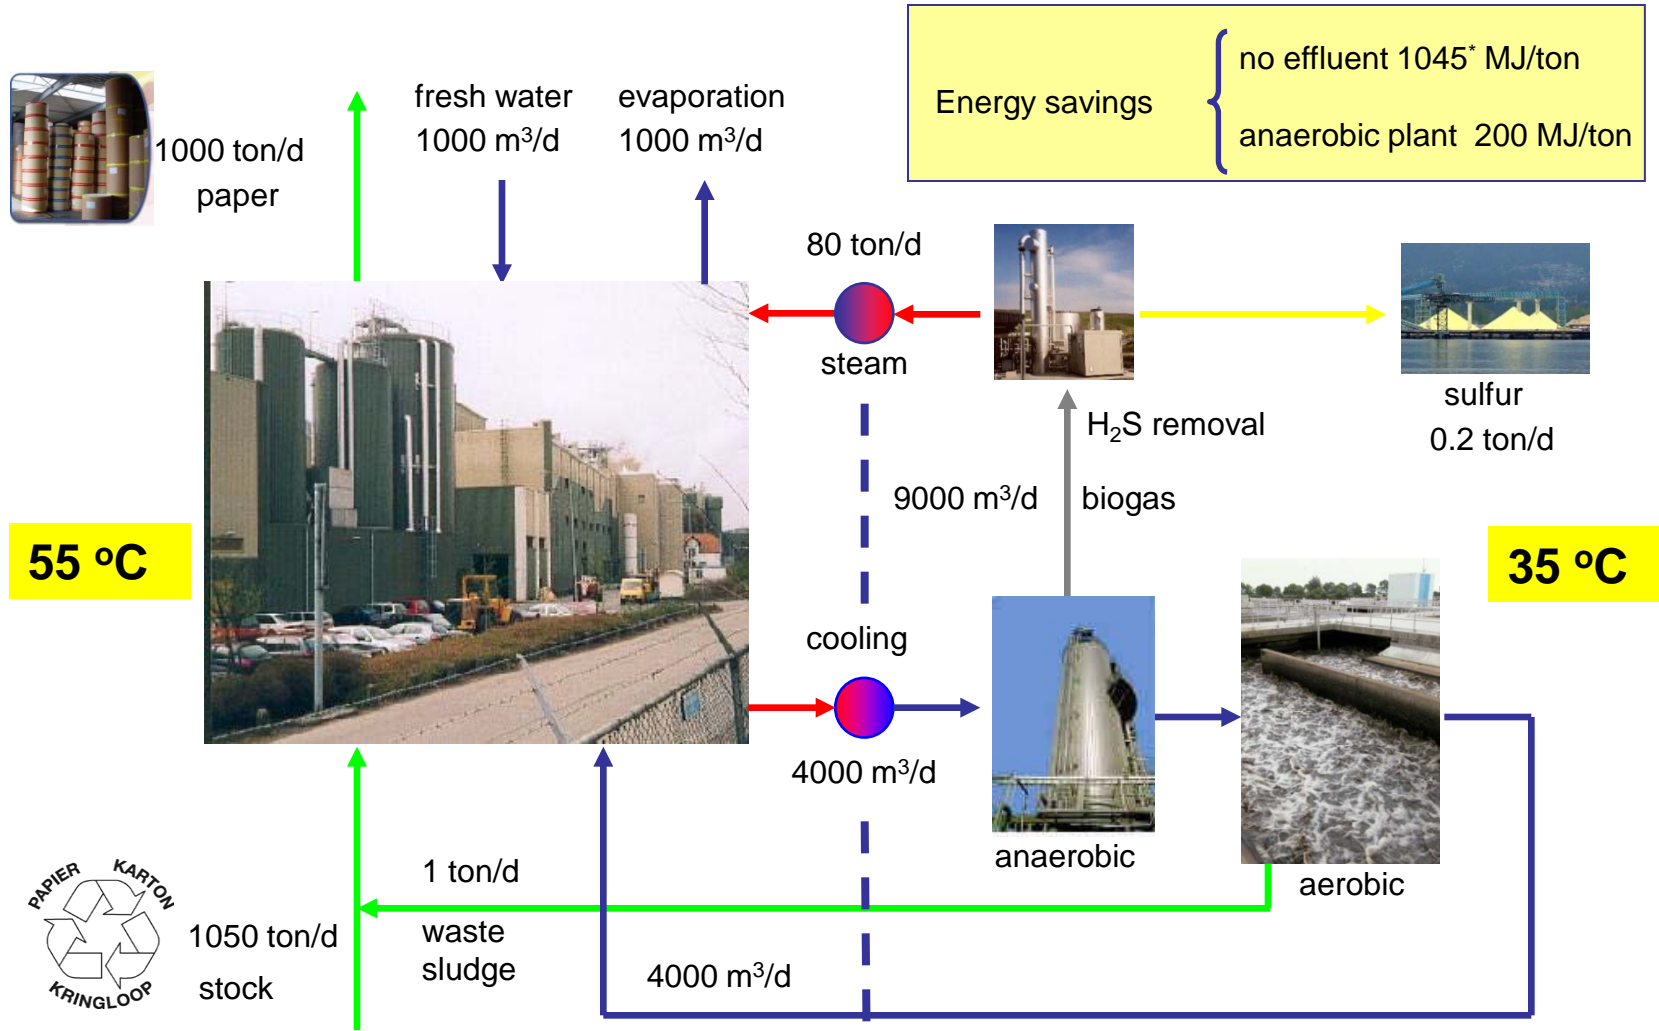 no effluent 1045* MJ/ton
Energy savings
anaerobic plant 200 MJ/ton
1000 ton/d
paper
fresh water
1000 m³/d
evaporation
1000 m³/d
80 ton/d
steam
H₂S removal
sulfur
0.2 ton/d
9000 m³/d
biogas
55 ºC
35 ºC
cooling
4000 m³/d
anaerobic
aerobic
PAPIER
KARTON
KRINGLOOP
1050 ton/d
stock
1 ton/d
waste
sludge
4000 m³/d